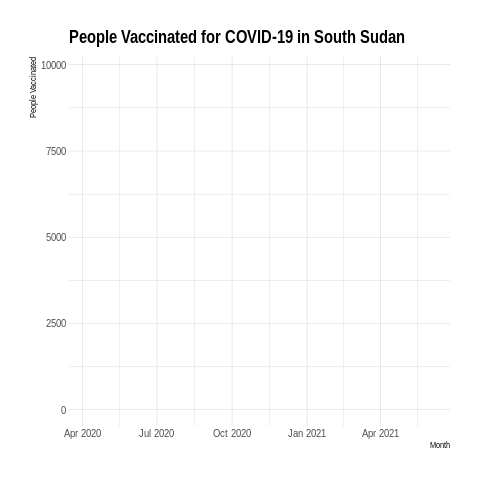 People Vaccinated for COVID-19 in South Sudan
People Vaccinated
10000
7500
5000
2500
0
Apr 2020 Jul 2020 Oct 2020 Jan 2021 Apr 2021
Month